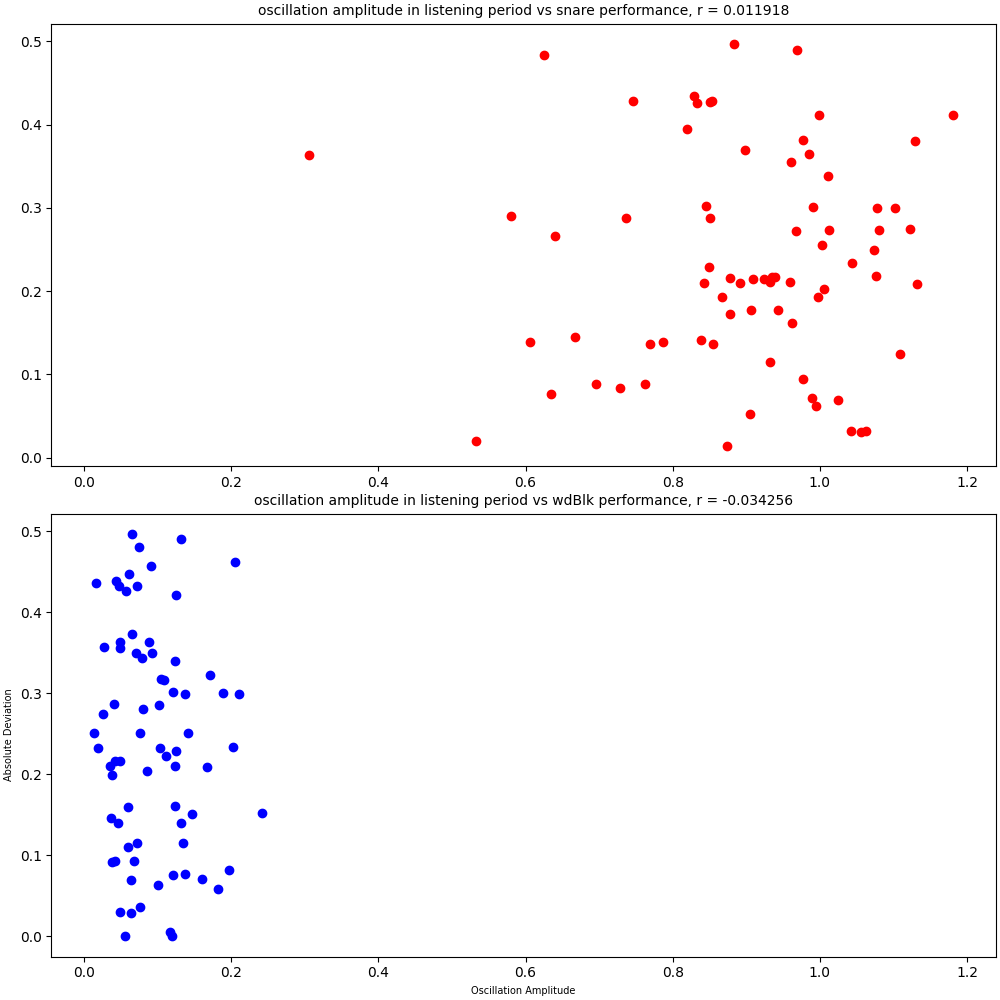 oscillation amplitude in listening period vs snare performance, r = 0.011918
0.5
0.4
0.3
0.2
0.1
0.0
0.0 0.2 0.4 0.6 0.8 1.0 1.2
oscillation amplitude in listening period vs wdBlk performance, r = -0.034256
0.5
0.4
0.3
0.2
0.1
0.0
Absolute Deviation
0.0 0.2 0.4 0.6 0.8 1.0 1.2
Oscillation Amplitude